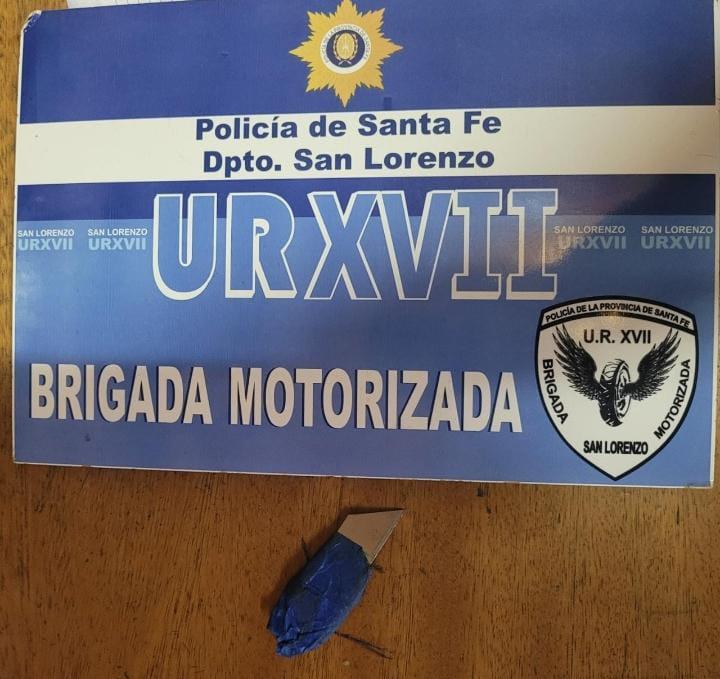 Policía de Santa Fe
Dpto. San Lorenzo
URXVII
SAN LORENZO
URXVII
SAN LORENZO
URXVII
SAN LORENZO
URXVII
SAN LORENZO
URXVII
BRIGADA MOTORIZADA
POLICÍA DE LA PROVINCIA DE SANTA FE
U.R. XVII
BRIGADA
MOTORIZADA
SAN LORENZO